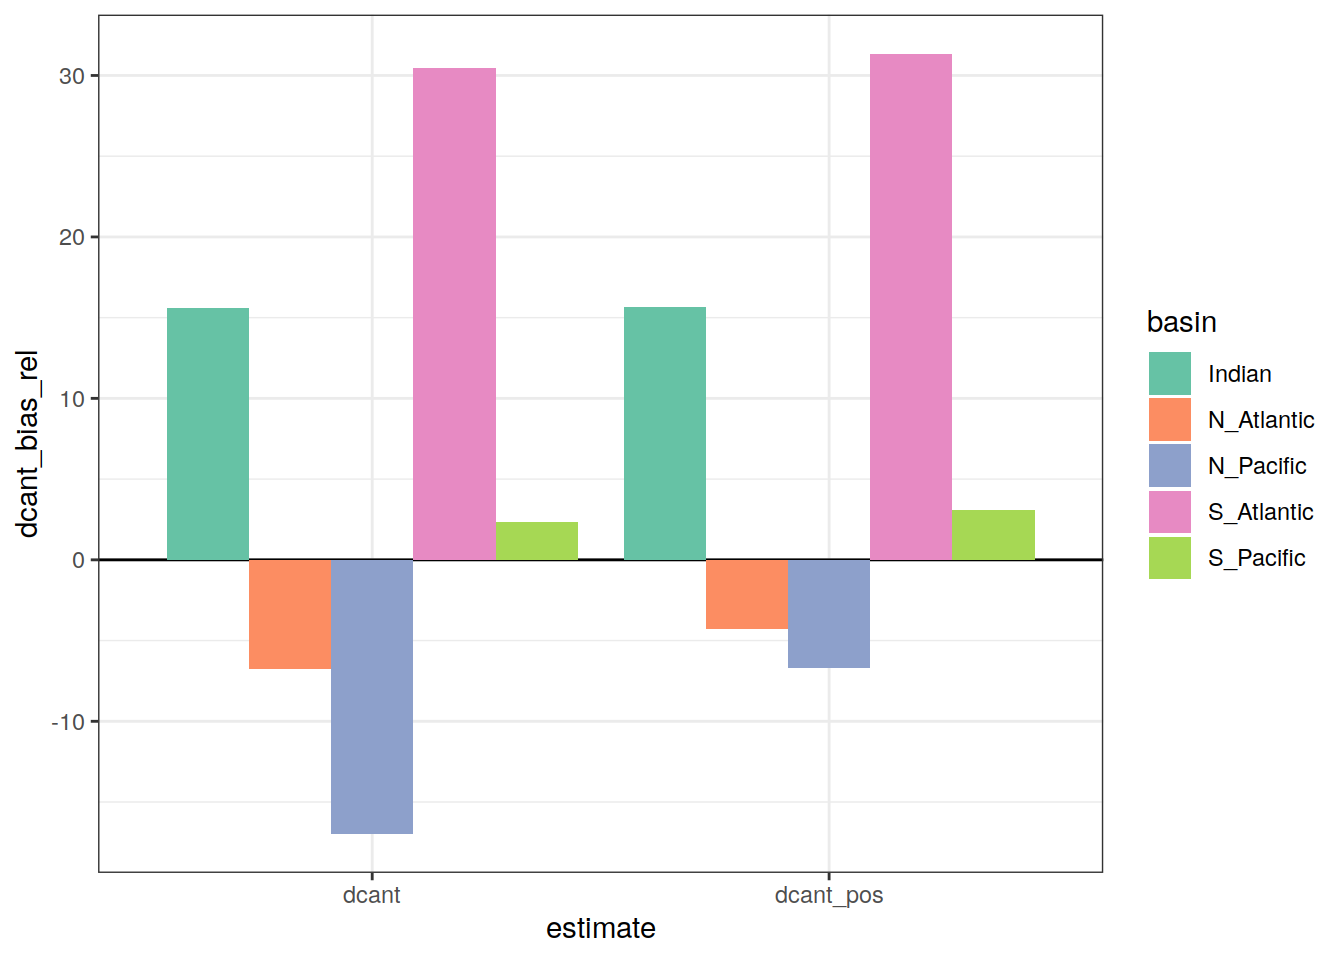 30
20
10
0
-10
dcant_bias_rel
dcant
dcant_pos
estimate
basin
Indian
N_Atlantic
N_Pacific
S_Atlantic
S_Pacific